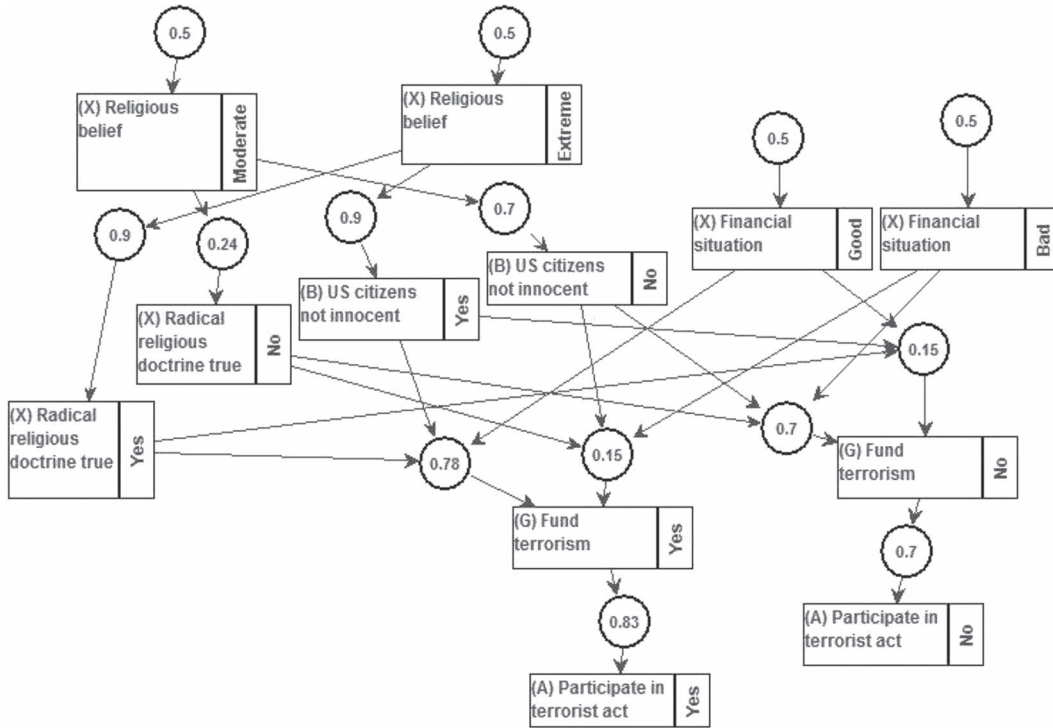 0.5
0.5
(X) Religious
belief
Moderate
(X) Religious
belief
Extreme
0.5
0.5
0.9
0.24
0.9
0.7
(X) Financial
situation
Good
(X) Financial
situation
Bad
(B) US citizens
not innocent
No
(B) US citizens
not innocent
Yes
(X) Radical
religious
doctrine true
No
0.15
(X) Radical
religious
doctrine true
Yes
0.78
0.15
0.7
(G) Fund
terrorism
No
(G) Fund
terrorism
Yes
0.7
0.83
(A) Participate in
terrorist act
No
(A) Participate in
terrorist act
Yes